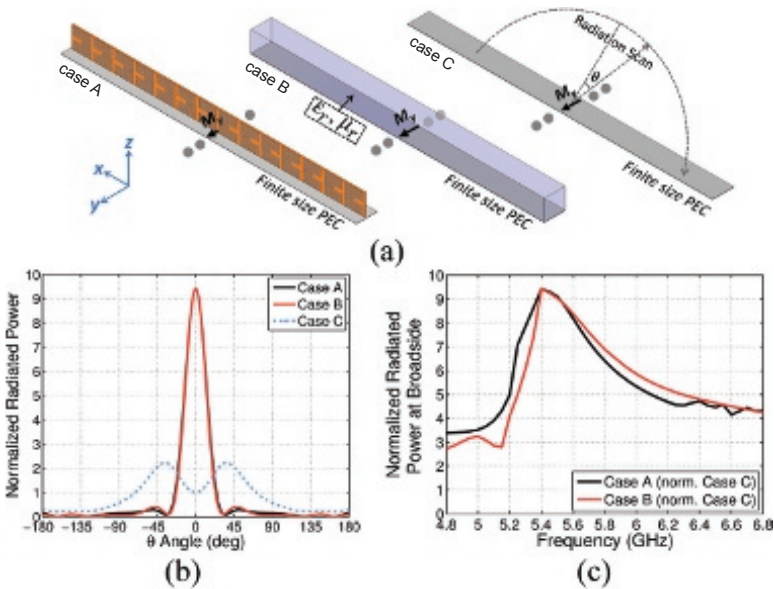 case A
case B
case C
Radiation Scan
θ
My
My
My
Er, μr
z
x
y
Finite size PEC
Finite size PEC
Finite size PEC
(a)
10
9
8
7
6
5
4
3
2
1
0
-180 -135 -90 -45 0 45 90 135 180
Normalized Radiated Power
θ Angle (deg)
Case A
Case B
Case C
(b)
10
9
8
7
6
5
4
3
2
1
0
4.8 5 5.2 5.4 5.6 5.8 6 6.2 6.4 6.6 6.8
Normalized Radiated
Power at Broadside
Frequency (GHz)
Case A (norm. Case C)
Case B (norm. Case C)
(c)